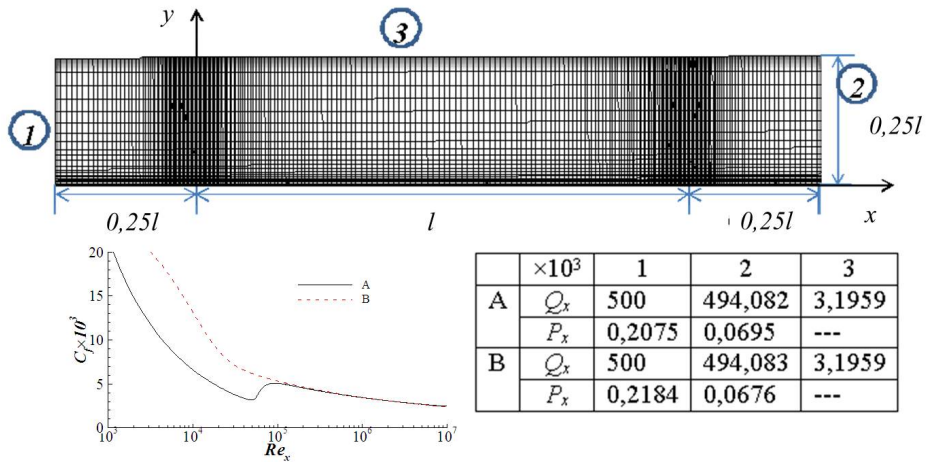 y
3
1
2
0,25l
0,25l
l
0,25l
x
20
15
10
5
0
C_f×10^3
A
B
10^3
10^4
10^5
10^6
10^7
Re_x
×10^3 1 2 3
A Q_x 500 494,082 3,1959
P_x 0,2075 0,0695 ---
B Q_x 500 494,083 3,1959
P_x 0,2184 0,0676 ---